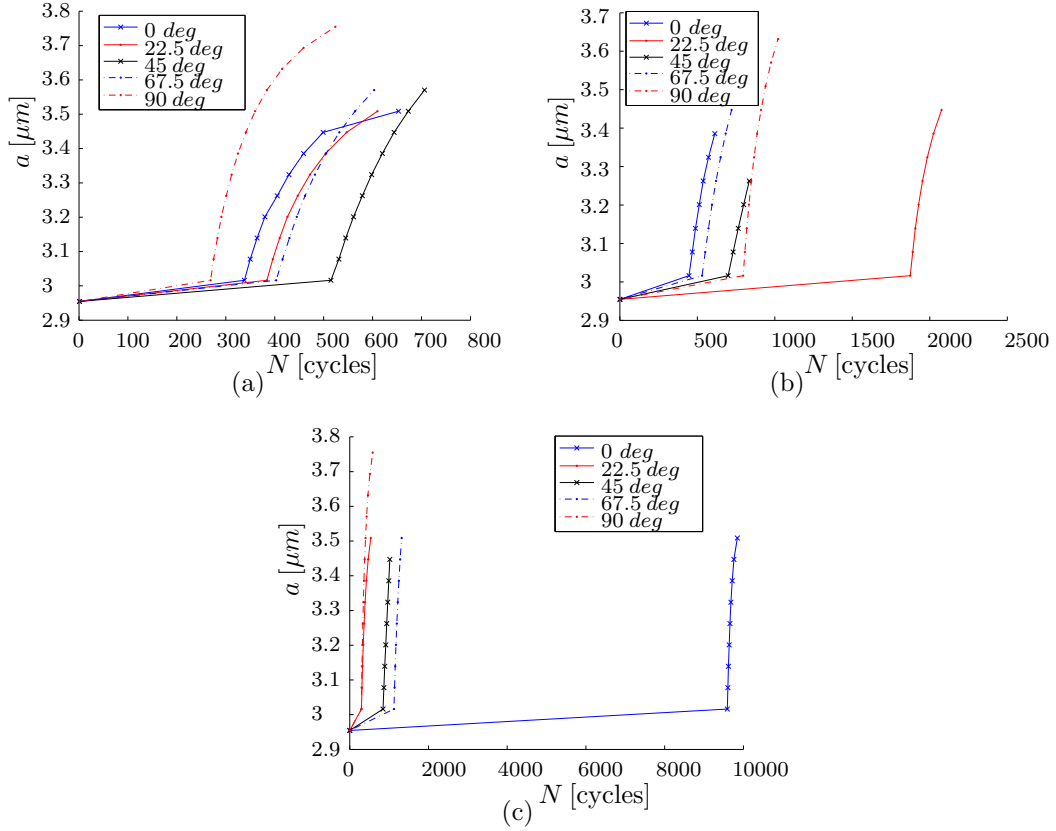 3.8
3.7
3.6
3.5
3.4
3.3
3.2
3.1
3
2.9
a [μm]
0 deg
22.5 deg
45 deg
67.5 deg
90 deg
0 100 200 300 400 500 600 700 800
N [cycles]
(a)
3.7
3.6
3.5
3.4
3.3
3.2
3.1
3
2.9
a [μm]
0 deg
22.5 deg
45 deg
67.5 deg
90 deg
0 500 1000 1500 2000 2500
N [cycles]
(b)
3.8
3.7
3.6
3.5
3.4
3.3
3.2
3.1
3
2.9
a [μm]
0 deg
22.5 deg
45 deg
67.5 deg
90 deg
0 2000 4000 6000 8000 10000
N [cycles]
(c)